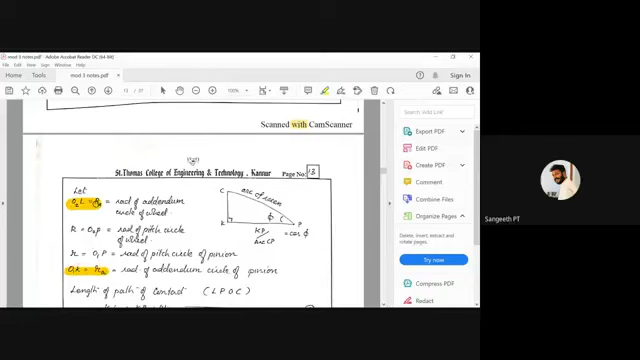 mod 3 notes.pdf - Adobe Acrobat Reader DC (64-bit)
File Edit View Sign Window Help
Home Tools mod 3 notes.pdf × Sign In
13 / 37 100%
Scanned with CamScanner
St. Thomas College of Engineering & Technology, Kannur Page No: 13
Let
O₂L = R_A = rad of addendum
circle of wheel.
R = O₂P = rad of pitch circle
of wheel.
r = O₁P = rad of pitch circle of pinion
O₁K = r_a = rad of addendum circle of pinion
Length of path of contact (LPOC)
C
K
P
φ
KP/Arc CP = cos φ
Search 'Add Link'
Export PDF
Edit PDF
Create PDF
Comment
Combine Files
Organize Pages
Delete, insert, extract and
rotate pages.
Try now
Compress PDF
Redact
Sangeeth PT